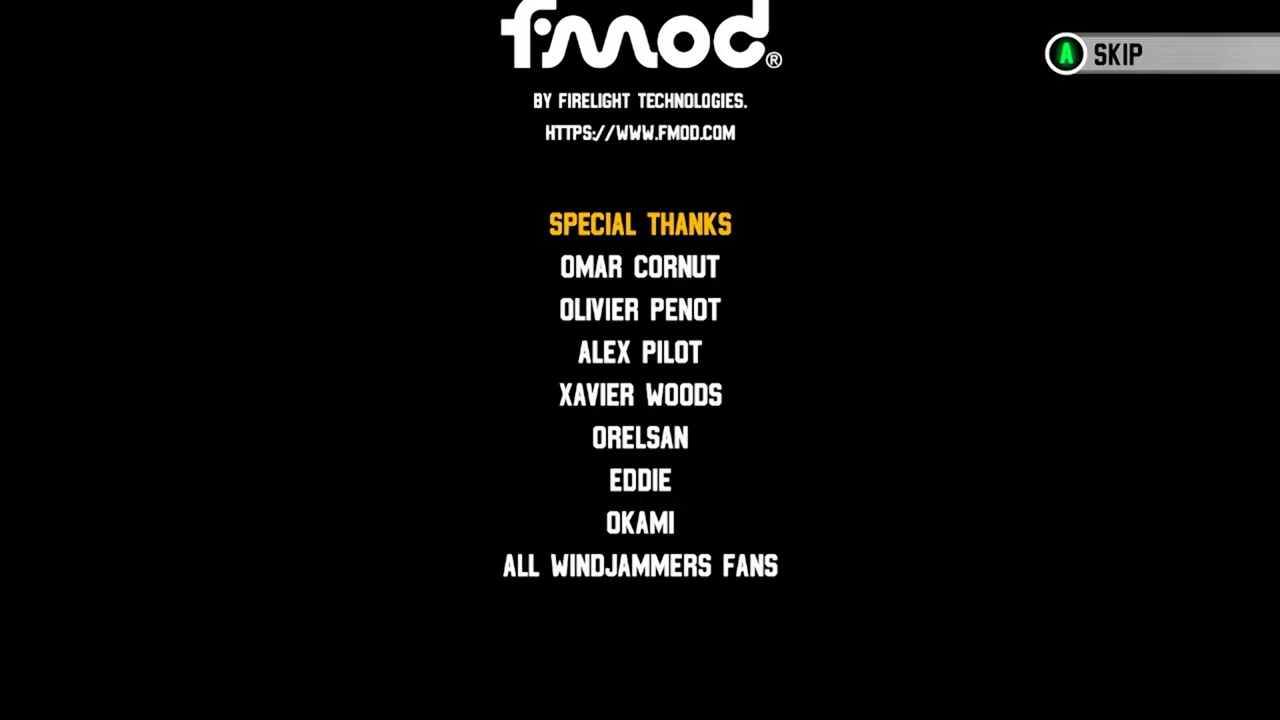 fmod®
A SKIP
BY FIRELIGHT TECHNOLOGIES.
HTTPS://WWW.FMOD.COM
SPECIAL THANKS
OMAR CORNUT
OLIVIER PENOT
ALEX PILOT
XAVIER WOODS
ORELSAN
EDDIE
OKAMI
ALL WINDJAMMERS FANS